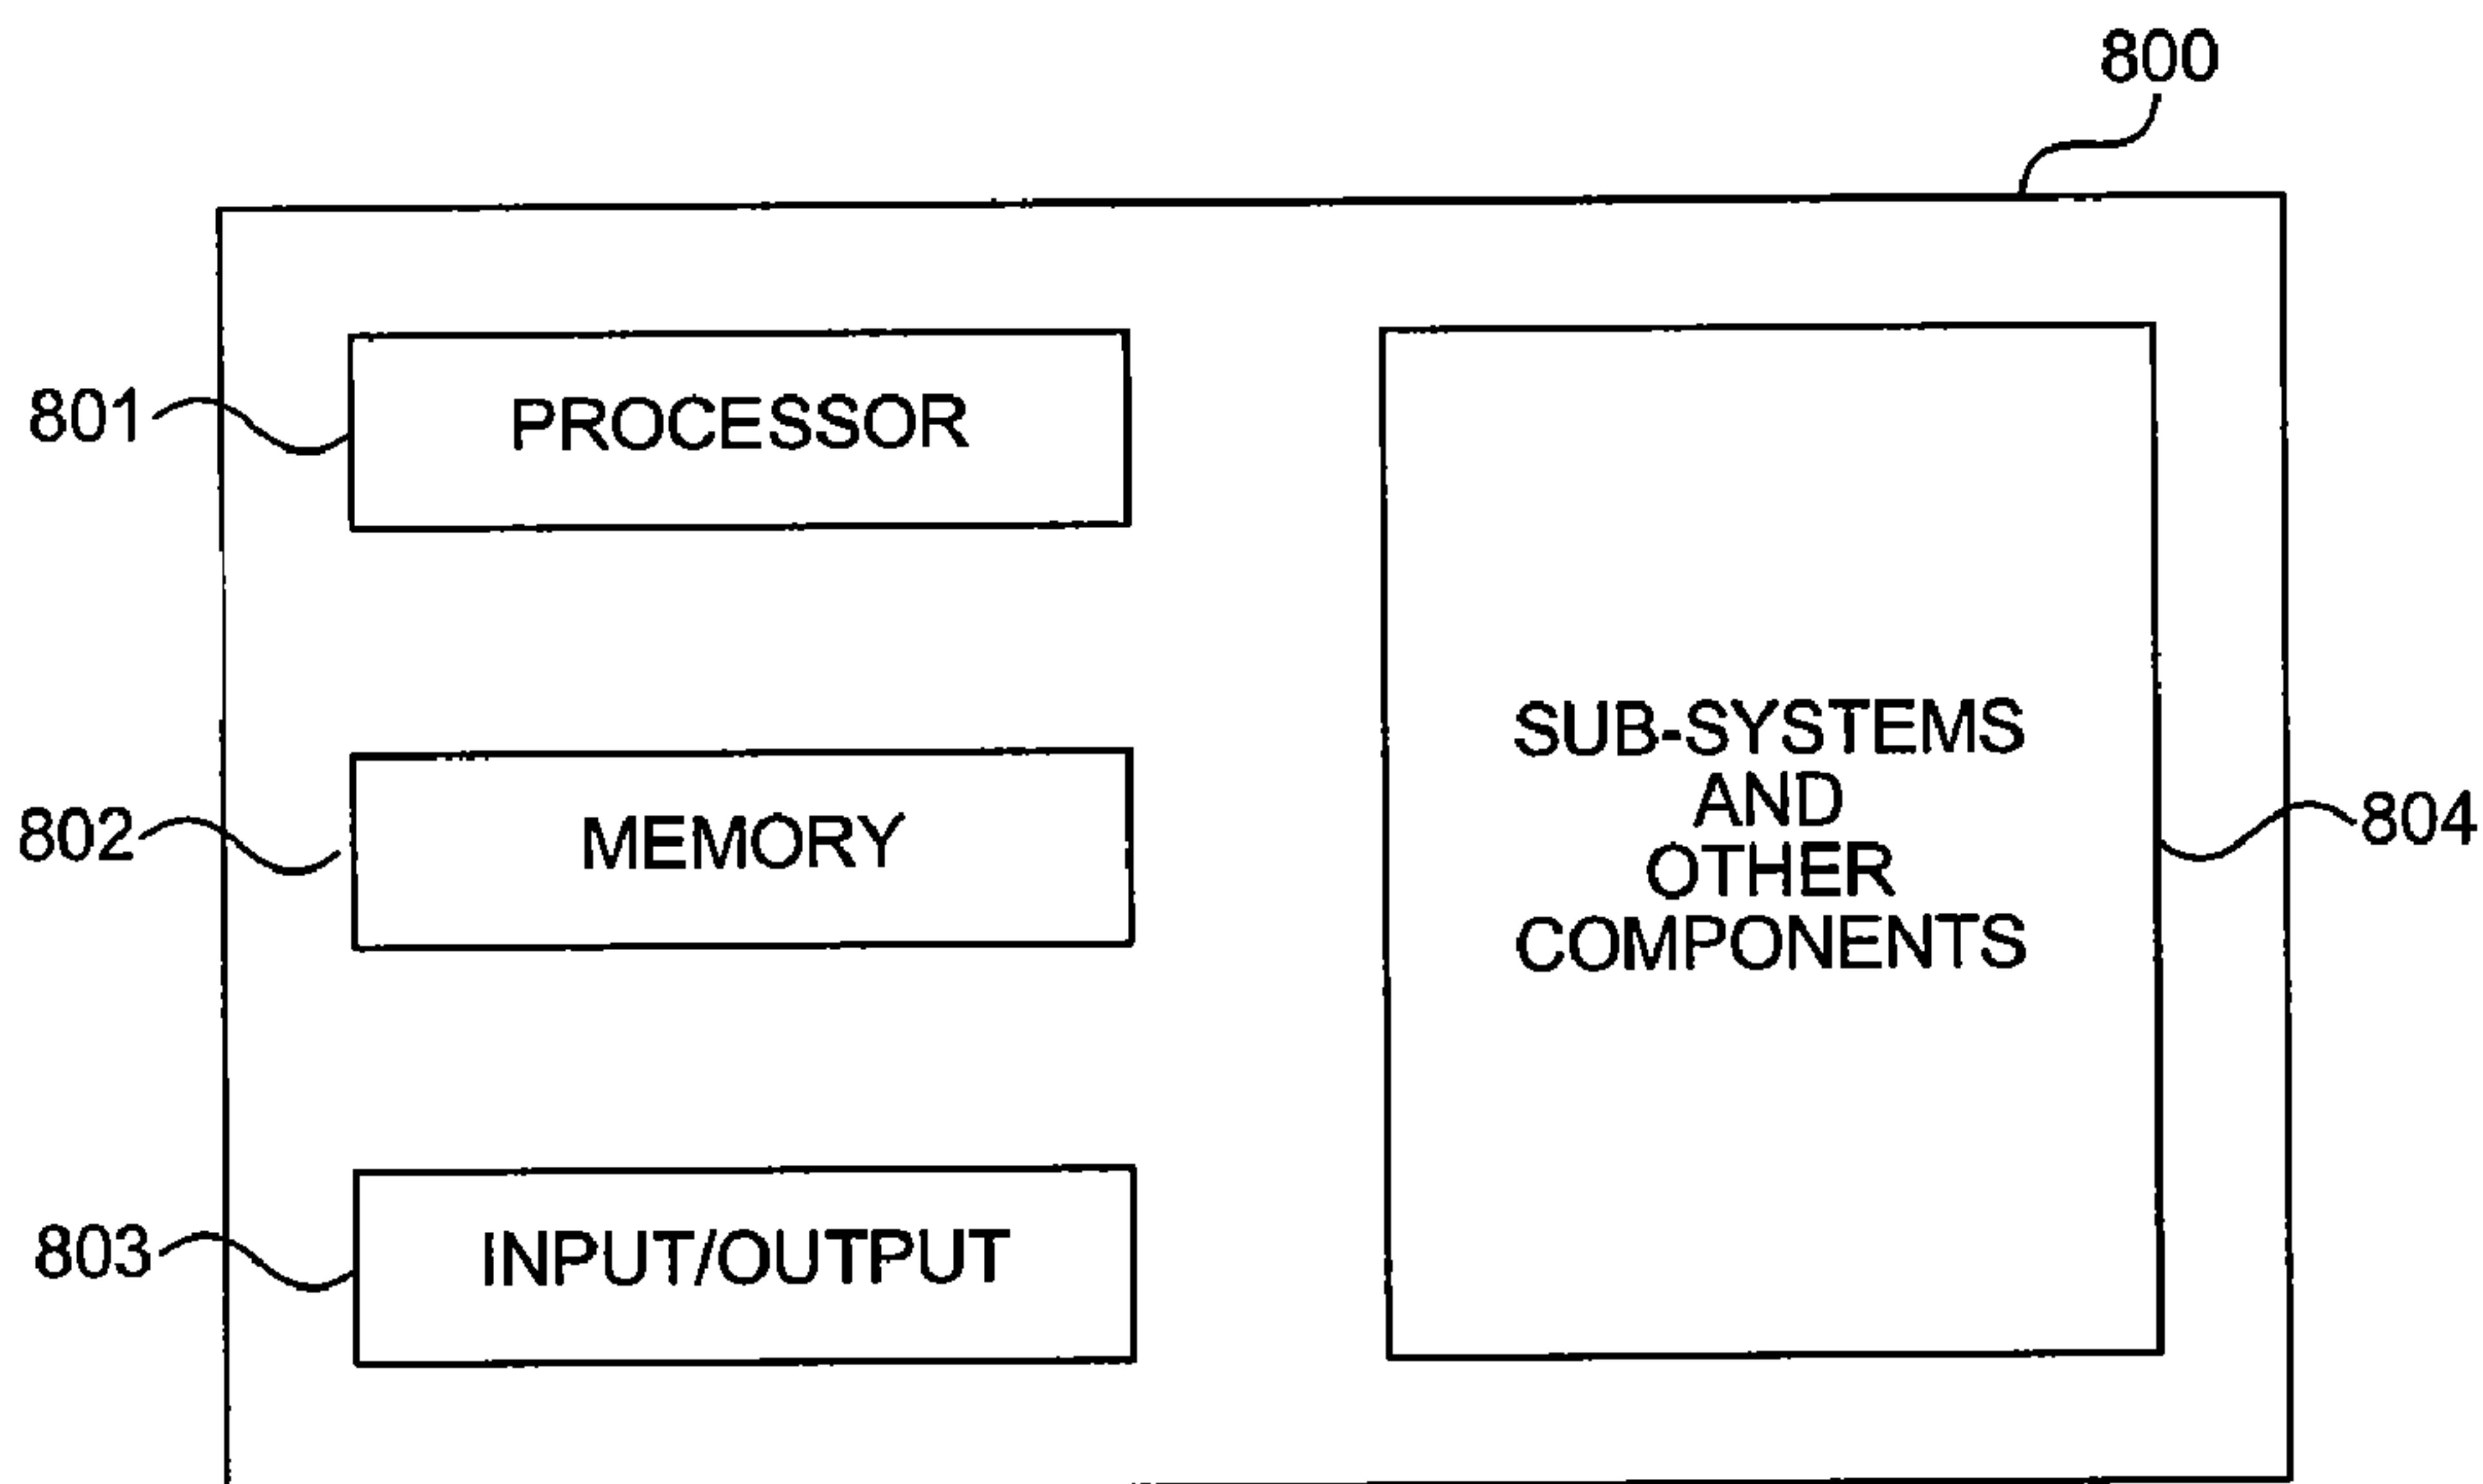 800
801
PROCESSOR
802
MEMORY
803
INPUT/OUTPUT
SUB-SYSTEMS
AND
OTHER
COMPONENTS
804